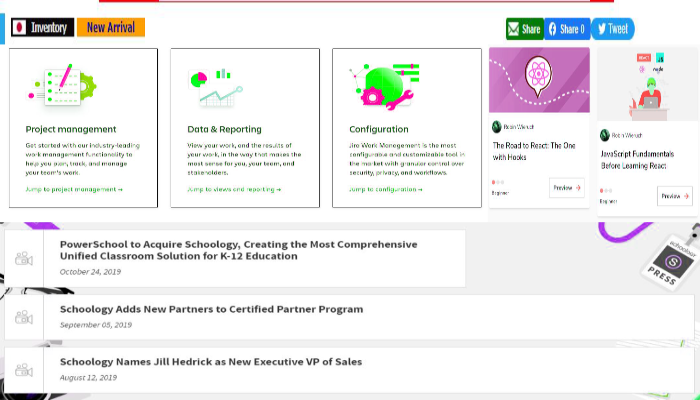 Inventory
New Arrival
Share
Share 0
Tweet
Project management
Get started with our industry-leading
work management functionality to
help you plan, track, and manage
your team's work.
Jump to project management →
Data & Reporting
View your work, and the results of
your work, in the way that makes the
most sense for you, your team, and
stakeholders.
Jump to views and reporting →
Configuration
Jira Work Management is the most
configurable and customizable tool in
the market with granular control over
security, privacy, and workflows.
Jump to configuration →
Robin Wieruch
The Road to React: The One
with Hooks
Beginner
Preview →
REACT
JS
Robin Wieruch
JavaScript Fundamentals
Before Learning React
Beginner
Preview →
PowerSchool to Acquire Schoology, Creating the Most Comprehensive
Unified Classroom Solution for K-12 Education
October 24, 2019
Schoology Adds New Partners to Certified Partner Program
September 05, 2019
Schoology Names Jill Hedrick as New Executive VP of Sales
August 12, 2019
schoology
S
PRESS